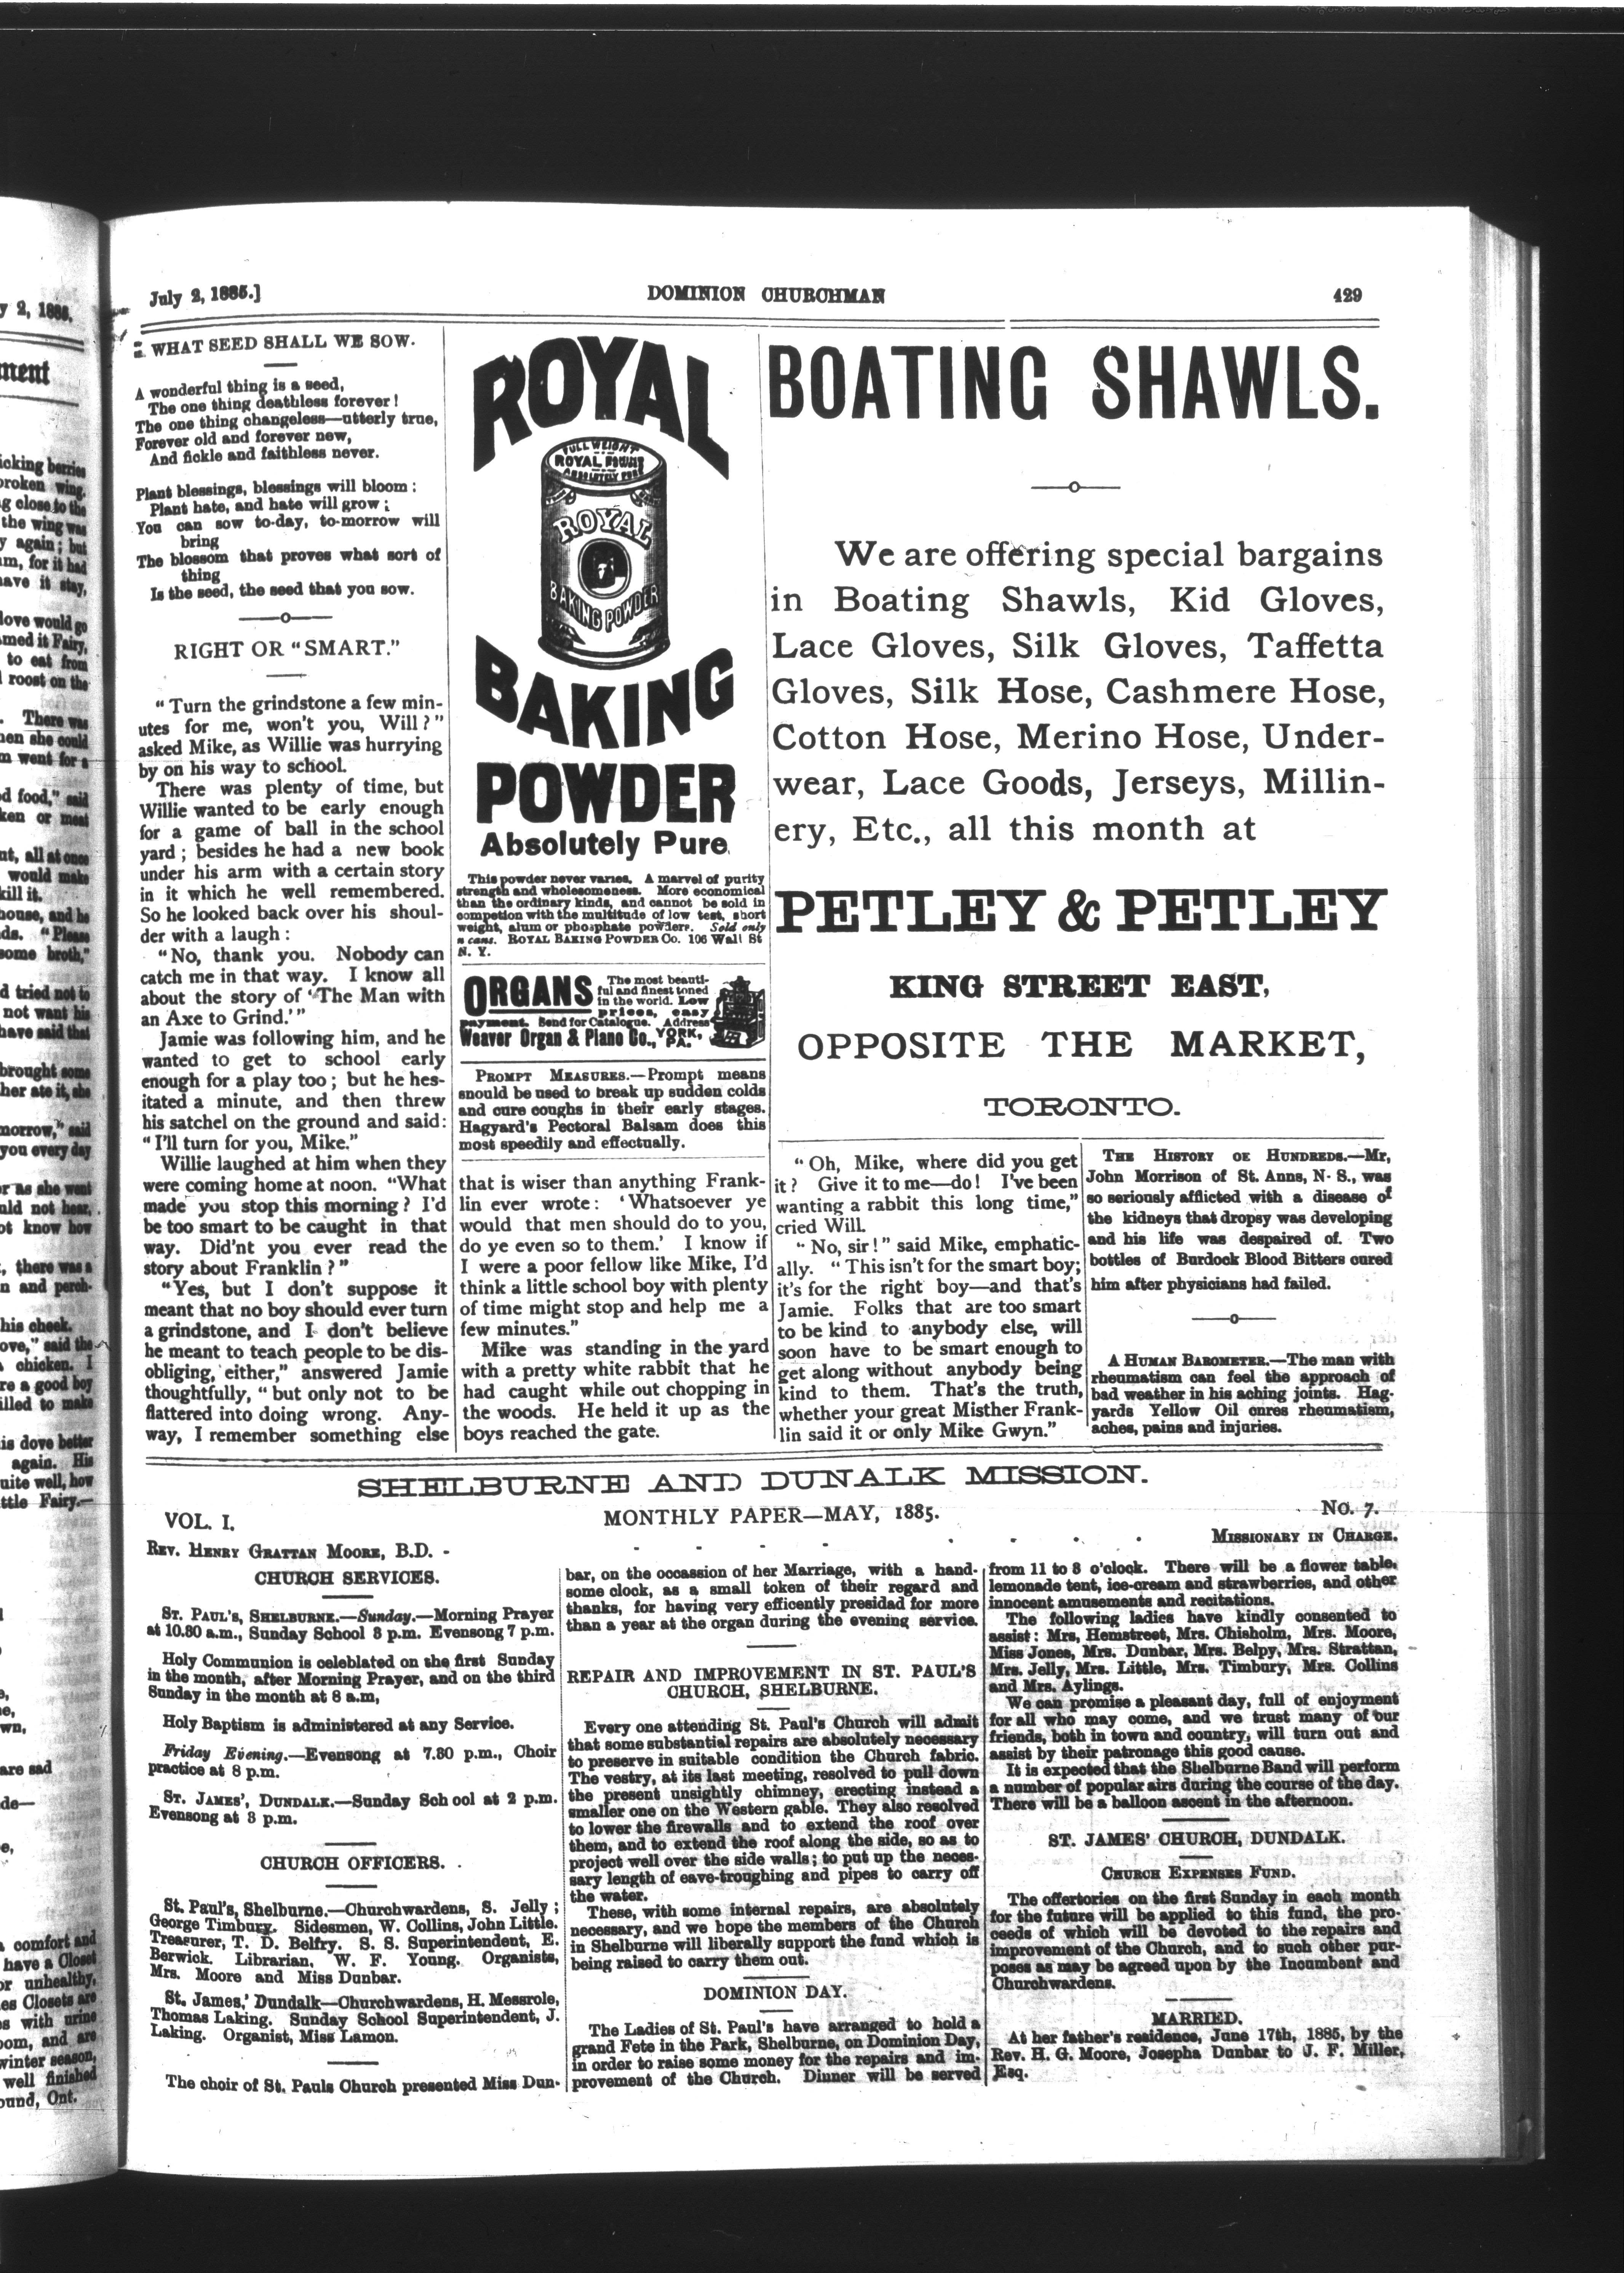 July 2, 1885.]
DOMINION CHURCHMAN
429
WHAT SEED SHALL WE SOW.
A wonderful thing is a seed,
The one thing deathless forever!
The one thing changeless—utterly true,
Forever old and forever new,
And fickle and faithless never.
Plant blessings, blessings will bloom;
Plant hate, and hate will grow;
You can sow to-day, to-morrow will
bring
The blossom that proves what sort of
thing
Is the seed, the seed that you sow.
RIGHT OR "SMART."
"Turn the grindstone a few min-
utes for me, won't you, Will?"
asked Mike, as Willie was hurrying
by on his way to school.
There was plenty of time, but
Willie wanted to be early enough
for a game of ball in the school
yard; besides he had a new book
under his arm with a certain story
in it which he well remembered.
So he looked back over his shoul-
der with a laugh:
"No, thank you. Nobody can
catch me in that way. I know all
about the story of 'The Man with
an Axe to Grind.'"
Jamie was following him, and he
wanted to get to school early
enough for a play too; but he hes-
itated a minute, and then threw
his satchel on the ground and said:
"I'll turn for you, Mike."
Willie laughed at him when they
were coming home at noon. "What
made you stop this morning? I'd
be too smart to be caught in that
way. Did'nt you ever read the
story about Franklin?"
"Yes, but I don't suppose it
meant that no boy should ever turn
a grindstone, and I don't believe
he meant to teach people to be dis-
obliging, either," answered Jamie
thoughtfully, "but only not to be
flattered into doing wrong. Any-
way, I remember something else
ROYAL
FULL WEIGHT
ROYAL POWDER
ABSOLUTELY PURE
ROYAL
BAKING POWDER
BAKING
POWDER
Absolutely Pure
This powder never varies. A marvel of purity
strength and wholesomeness. More economical
than the ordinary kinds, and cannot be sold in
competion with the multitude of low test, short
weight, alum or phosphate powders. Sold only
n cans. ROYAL BAKING POWDER CO. 106 Wall St
N. Y.
ORGANS The most beauti-
ful and finest toned
in the world. Low
prices, easy
payment. Send for Catalogue. Address
Weaver Organ & Piano Co., YORK, PA.
PROMPT MEASURES.—Prompt means
should be used to break up sudden colds
and cure coughs in their early stages.
Hagyard's Pectoral Balsam does this
most speedily and effectually.
that is wiser than anything Frank-
lin ever wrote: 'Whatsoever ye
would that men should do to you,
do ye even so to them.' I know if
I were a poor fellow like Mike, I'd
think a little school boy with plenty
of time might stop and help me a
few minutes."
Mike was standing in the yard
with a pretty white rabbit that he
had caught while out chopping in
the woods. He held it up as the
boys reached the gate.
BOATING SHAWLS.
We are offering special bargains
in Boating Shawls, Kid Gloves,
Lace Gloves, Silk Gloves, Taffetta
Gloves, Silk Hose, Cashmere Hose,
Cotton Hose, Merino Hose, Under-
wear, Lace Goods, Jerseys, Millin-
ery, Etc., all this month at
PETLEY & PETLEY
KING STREET EAST,
OPPOSITE THE MARKET,
TORONTO.
"Oh, Mike, where did you get
it? Give it to me—do! I've been
wanting a rabbit this long time,"
cried Will.
"No, sir!" said Mike, emphatic-
ally. "This isn't for the smart boy;
it's for the right boy—and that's
Jamie. Folks that are too smart
to be kind to anybody else, will
soon have to be smart enough to
get along without anybody being
kind to them. That's the truth,
whether your great Misther Frank-
lin said it or only Mike Gwyn."
THE HISTORY OF HUNDREDS.—Mr,
John Morrison of St. Anns, N. S., was
so seriously afflicted with a disease of
the kidneys that dropsy was developing
and his life was despaired of. Two
bottles of Burdock Blood Bitters cured
him after physicians had failed.
A HUMAN BAROMETER.—The man with
rheumatism can feel the approach of
bad weather in his aching joints. Hag-
yards Yellow Oil cures rheumatism,
aches, pains and injuries.
SHELBURNE AND DUNALK MISSION.
VOL. I.
MONTHLY PAPER—MAY, 1885.
No. 7.
REV. HENRY GRATTAN MOORE, B.D. - - - - - - - - MISSIONARY IN CHARGE.
CHURCH SERVICES.
ST. PAUL'S, SHELBURNE.—Sunday.—Morning Prayer
at 10.30 a.m., Sunday School 3 p.m. Evensong 7 p.m.
Holy Communion is celeblated on the first Sunday
in the month, after Morning Prayer, and on the third
Sunday in the month at 8 a.m,
Holy Baptism is administered at any Service.
Friday Evening.—Evensong at 7.30 p.m., Choir
practice at 8 p.m.
ST. JAMES', DUNDALK.—Sunday School at 2 p.m.
Evensong at 3 p.m.
CHURCH OFFICERS.
St. Paul's, Shelburne.—Churchwardens, S. Jelly;
George Timbury. Sidesmen, W. Collins, John Little.
Treasurer, T. D. Belfry. S. S. Superintendent, E.
Berwick. Librarian, W. F. Young. Organists,
Mrs. Moore and Miss Dunbar.
St. James,' Dundalk—Churchwardens, H. Messrole,
Thomas Laking. Sunday School Superintendent, J.
Laking. Organist, Miss Lamon.
The choir of St. Pauls Church presented Miss Dun-
bar, on the occassion of her Marriage, with a hand-
some clock, as a small token of their regard and
thanks, for having very efficently presidad for more
than a year at the organ during the evening service.
REPAIR AND IMPROVEMENT IN ST. PAUL'S
CHURCH, SHELBURNE.
Every one attending St. Paul's Church will admit
that some substantial repairs are absolutely necessary
to preserve in suitable condition the Church fabric.
The vestry, at its last meeting, resolved to pull down
the present unsightly chimney, erecting instead a
smaller one on the Western gable. They also resolved
to lower the firewalls and to extend the roof over
them, and to extend the roof along the side, so as to
project well over the side walls; to put up the neces-
sary length of eave-troughing and pipes to carry off
the water.
These, with some internal repairs, are absolutely
necessary, and we hope the members of the Church
in Shelburne will liberally support the fund which is
being raised to carry them out.
DOMINION DAY.
The Ladies of St. Paul's have arranged to hold a
grand Fete in the Park, Shelburne, on Dominion Day,
in order to raise some money for the repairs and im-
provement of the Church. Dinner will be served
from 11 to 3 o'clock. There will be a flower table,
lemonade tent, ice-cream and strawberries, and other
innocent amusements and recitations.
The following ladies have kindly consented to
assist: Mrs, Hemstreet, Mrs. Chisholm, Mrs. Moore,
Miss Jones, Mrs. Dunbar, Mrs. Belpy, Mrs. Strattan,
Mrs. Jelly, Mrs. Little, Mrs. Timbury, Mrs. Collins
and Mrs. Aylings.
We can promise a pleasant day, full of enjoyment
for all who may come, and we trust many of our
friends, both in town and country, will turn out and
assist by their patronage this good cause.
It is expected that the Shelburne Band will perform
a number of popular airs during the course of the day.
There will be a balloon ascent in the afternoon.
ST. JAMES' CHURCH, DUNDALK.
CHURCH EXPENSES FUND.
The offertories on the first Sunday in each month
for the future will be applied to this fund, the pro-
ceeds of which will be devoted to the repairs and
improvement of the Church, and to such other pur-
poses as may be agreed upon by the Incumbent and
Churchwardens.
MARRIED.
At her father's residence, June 17th, 1885, by the
Rev. H. G. Moore, Josepha Dunbar to J. F. Miller,
Esq.